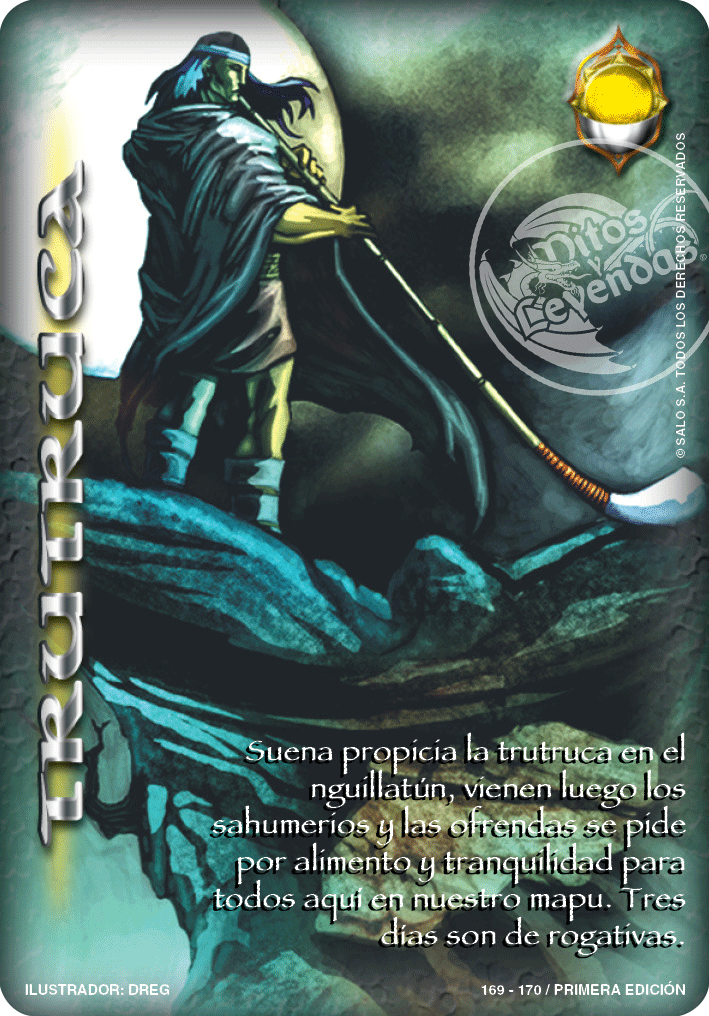 TRUTRUCA
Mitos
y
Leyendas
®
© SALO S.A. TODOS LOS DERECHOS RESERVADOS
Suena propicia la trutruca en el
nguillatún, vienen luego los
sahumerios y las ofrendas se pide
por alimento y tranquilidad para
todos aquí en nuestro mapu. Tres
días son de rogativas.
ILUSTRADOR: DREG
169 - 170 / PRIMERA EDICIÓN